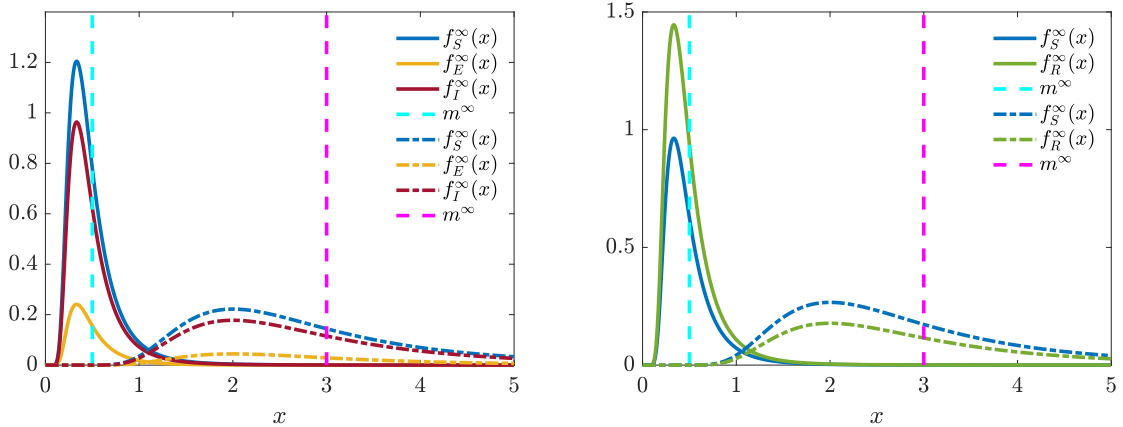 1.2
1
0.8
0.6
0.4
0.2
0
0 1 2 3 4 5
x
f_S^∞(x)
f_E^∞(x)
f_I^∞(x)
m^∞
f_S^∞(x)
f_E^∞(x)
f_I^∞(x)
m^∞
1.5
1
0.5
0
0 1 2 3 4 5
x
f_S^∞(x)
f_R^∞(x)
m^∞
f_S^∞(x)
f_R^∞(x)
m^∞